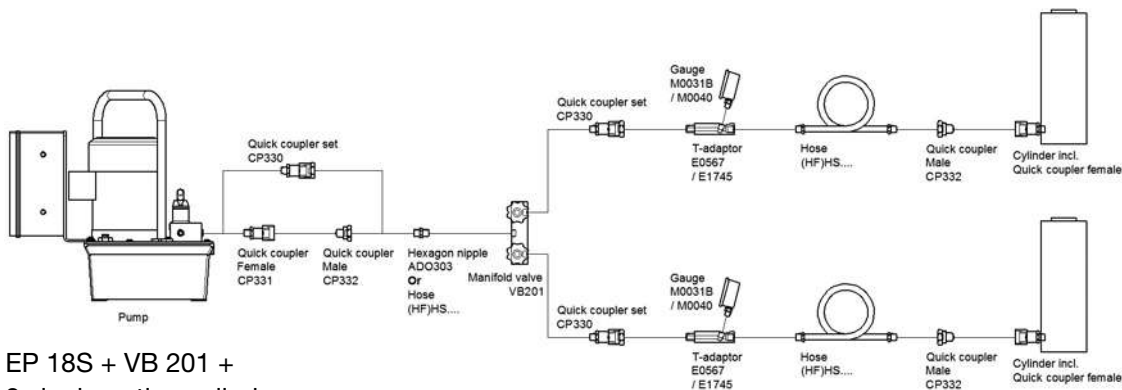 Gauge
M0031B
/ M0040
Quick coupler set
CP330
T-adaptor
E0567
/ E1745
Hose
(HF)HS....
Quick coupler
Male
CP332
Cylinder incl.
Quick coupler female
Quick coupler set
CP330
Quick coupler
Female
CP331
Quick coupler
Male
CP332
Hexagon nipple
ADO303
Or
Hose
(HF)HS....
Manifold valve
VB201
Pump
Gauge
M0031B
/ M0040
Quick coupler set
CP330
T-adaptor
E0567
/ E1745
Hose
(HF)HS....
Quick coupler
Male
CP332
Cylinder incl.
Quick coupler female
EP 18S + VB 201 +